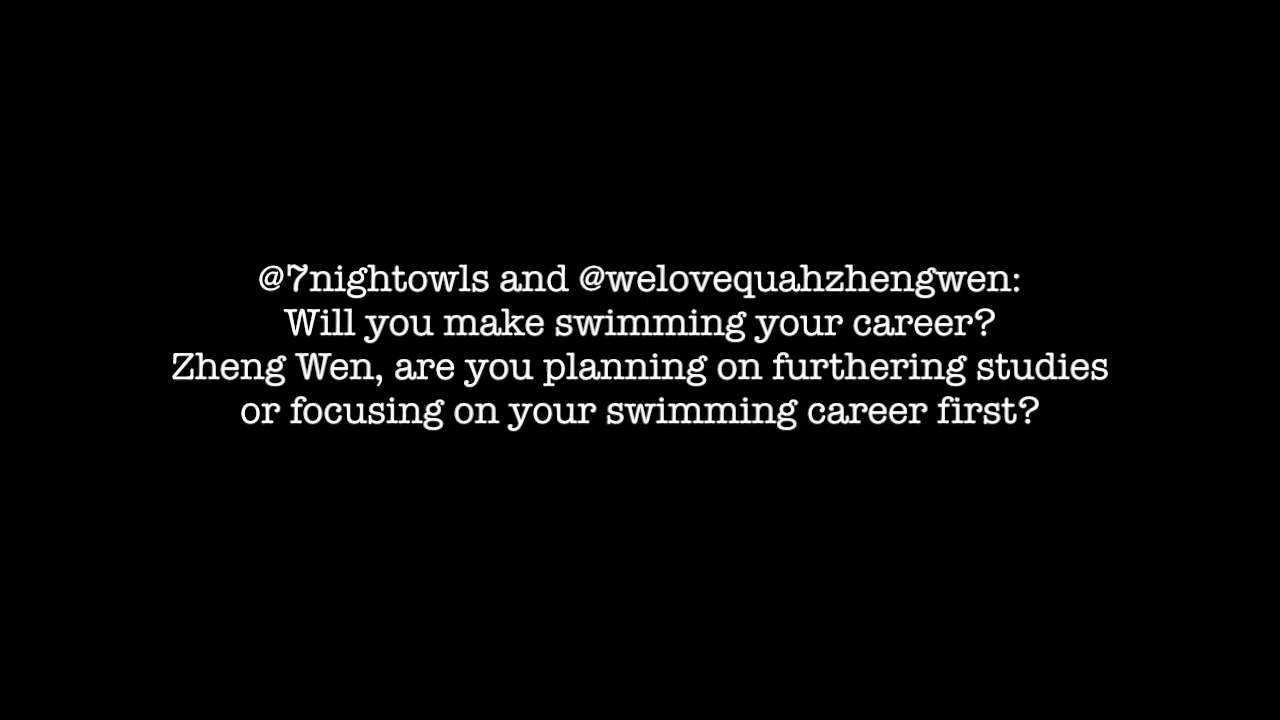 @7nightowls and @welovequahzhengwen:
Will you make swimming your career?
Zheng Wen, are you planning on furthering studies
or focusing on your swimming career first?